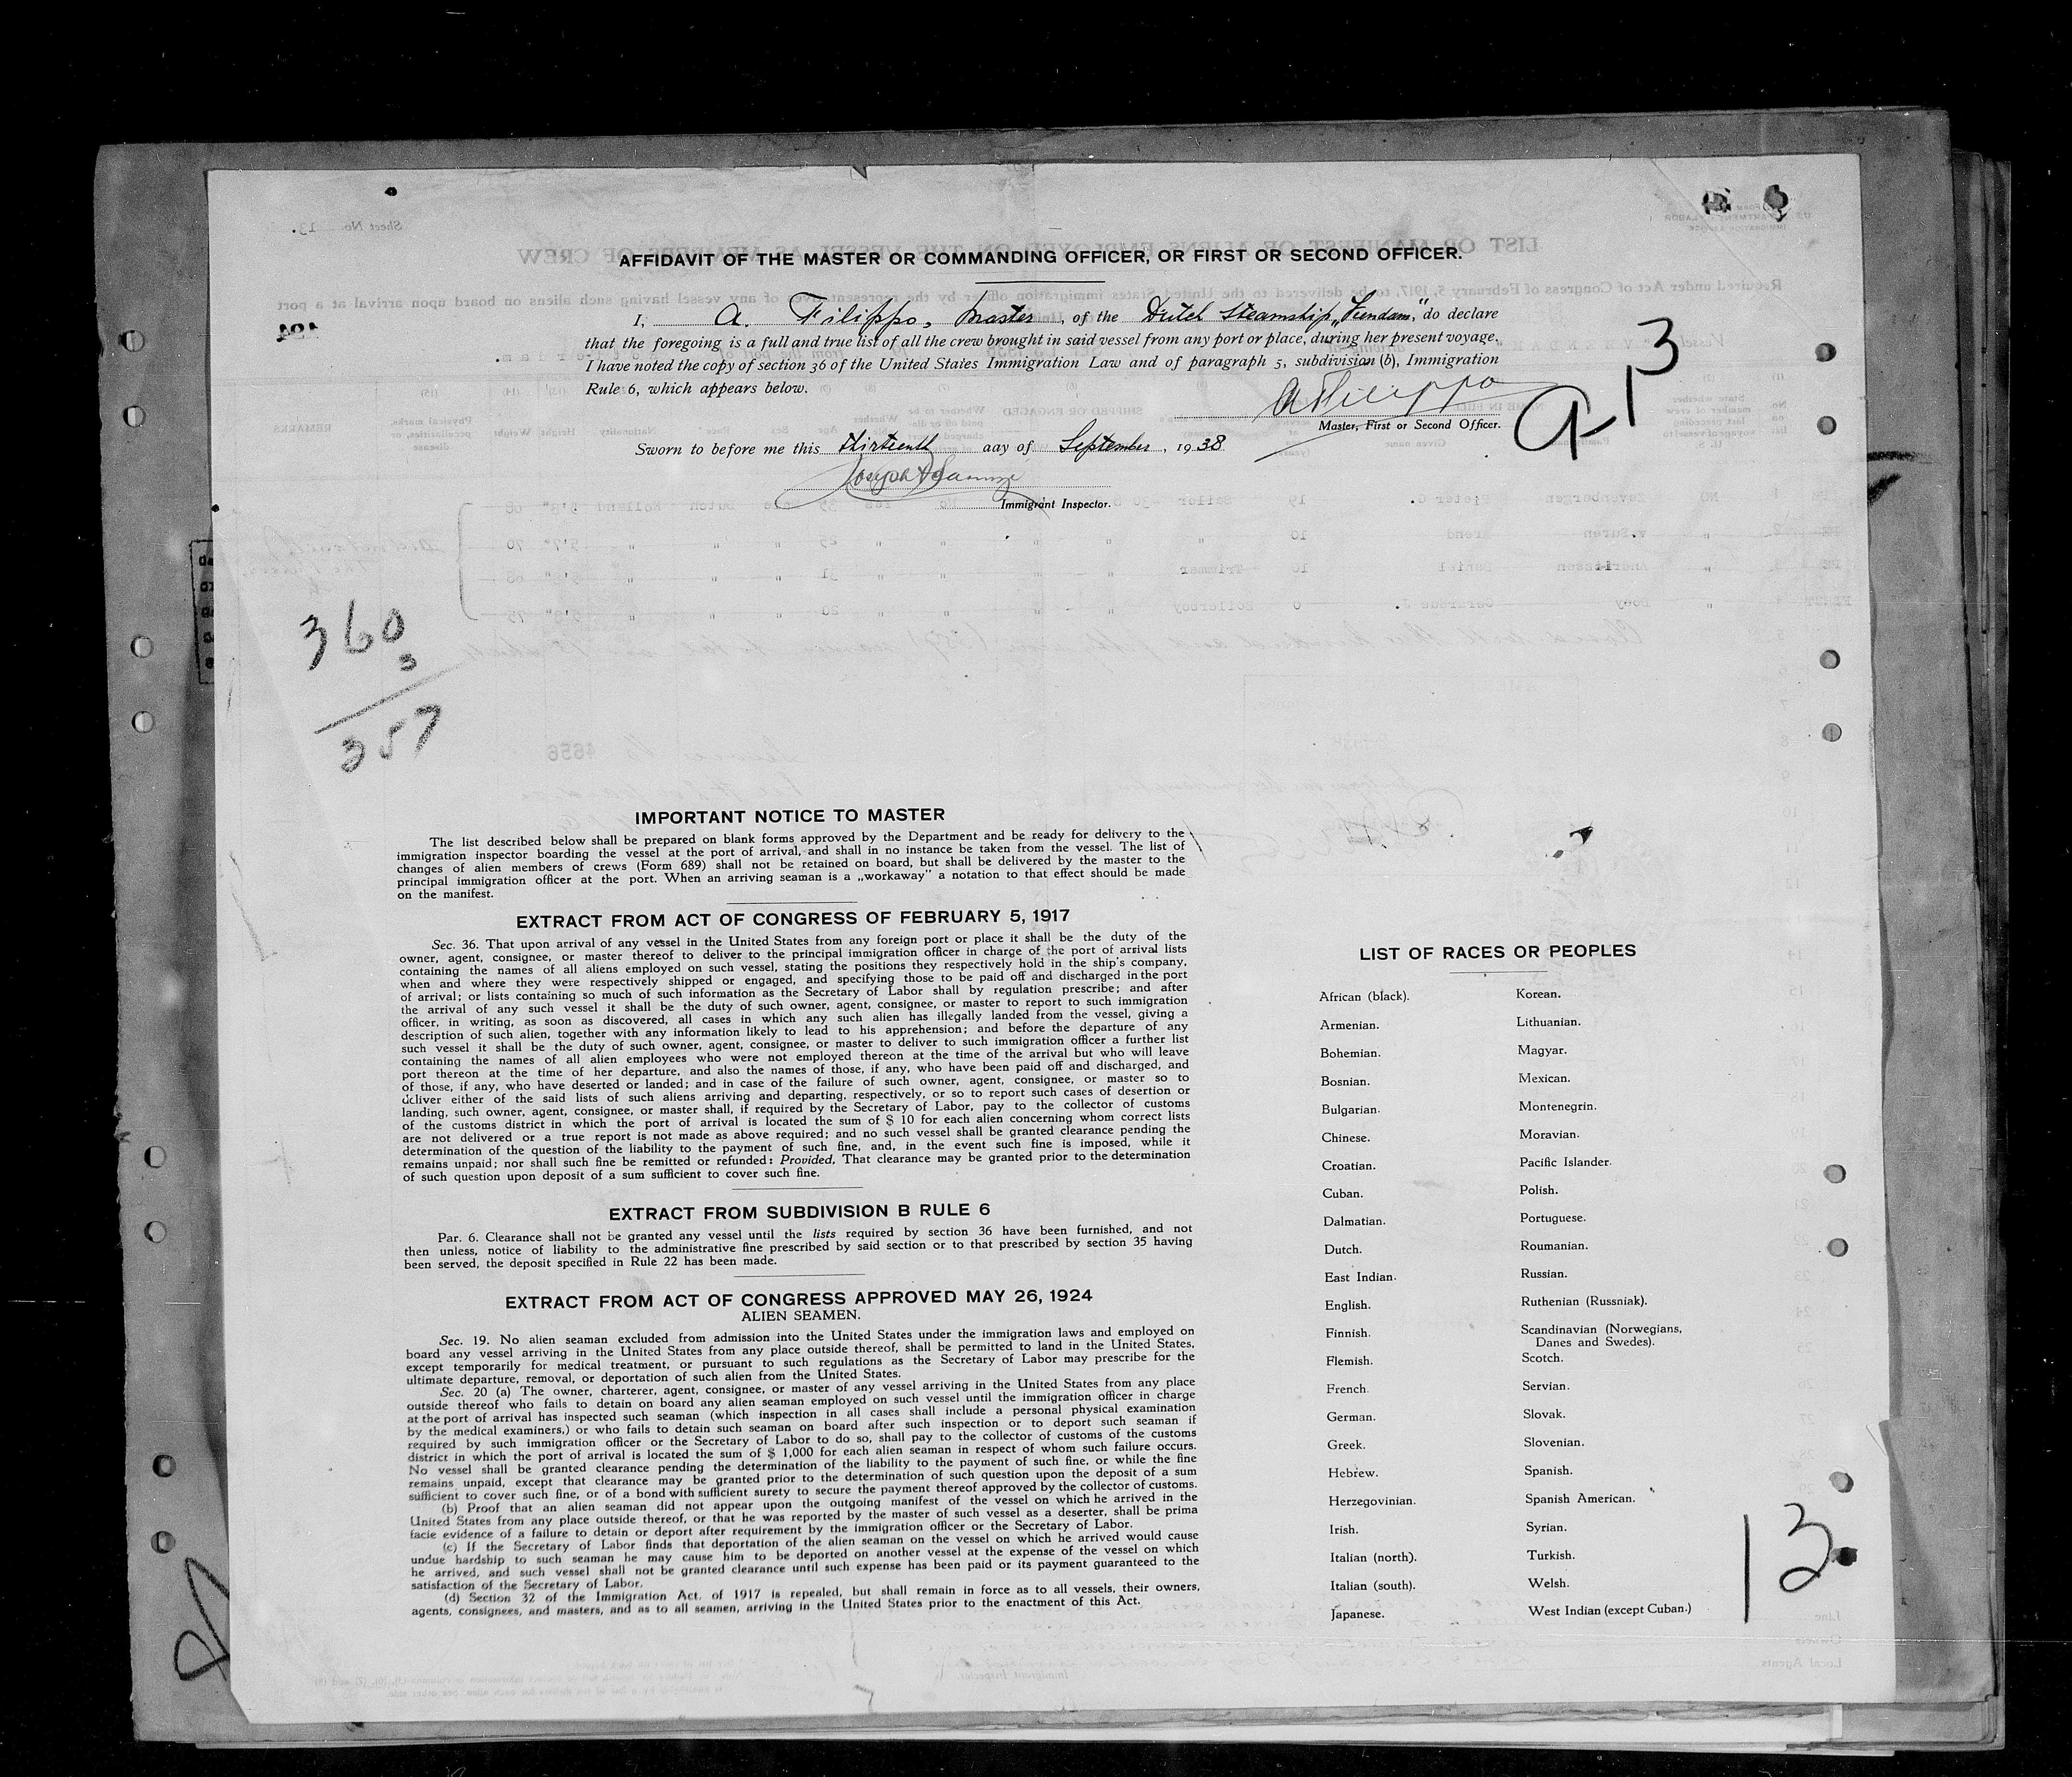 AFFIDAVIT OF THE MASTER OR COMMANDING OFFICER, OR FIRST OR SECOND OFFICER.
I, A. Filippo, Master, of the Dutch Steamship „Veendam," do declare
that the foregoing is a full and true list of all the crew brought in said vessel from any port or place, during her present voyage.
I have noted the copy of section 36 of the United States Immigration Law and of paragraph 5, subdivision (b), Immigration
Rule 6, which appears below.
AFilippo
Master, First or Second Officer.
a 13
Sworn to before me this thirteenth day of September, 1938
Joseph
Immigrant Inspector.
360
3
357
IMPORTANT NOTICE TO MASTER
The list described below shall be prepared on blank forms approved by the Department and be ready for delivery to the
immigration inspector boarding the vessel at the port of arrival, and shall in no instance be taken from the vessel. The list of
changes of alien members of crews (Form 689) shall not be retained on board, but shall be delivered by the master to the
principal immigration officer at the port. When an arriving seaman is a „workaway" a notation to that effect should be made
on the manifest.
EXTRACT FROM ACT OF CONGRESS OF FEBRUARY 5, 1917
Sec. 36. That upon arrival of any vessel in the United States from any foreign port or place it shall be the duty of the
owner, agent, consignee, or master thereof to deliver to the principal immigration officer in charge of the port of arrival lists
containing the names of all aliens employed on such vessel, stating the positions they respectively hold in the ship's company,
when and where they were respectively shipped or engaged, and specifying those to be paid off and discharged in the port
of arrival; or lists containing so much of such information as the Secretary of Labor shall by regulation prescribe; and after
the arrival of any such vessel it shall be the duty of such owner, agent, consignee, or master to report to such immigration
officer, in writing, as soon as discovered, all cases in which any such alien has illegally landed from the vessel, giving a
description of such alien, together with any information likely to lead to his apprehension; and before the departure of any
such vessel it shall be the duty of such owner, agent, consignee, or master to deliver to such immigration officer a further list
containing the names of all alien employees who were not employed thereon at the time of the arrival but who will leave
port thereon at the time of her departure, and also the names of those, if any, who have been paid off and discharged, and
of those, if any, who have deserted or landed; and in case of the failure of such owner, agent, consignee, or master so to
deliver either of the said lists of such aliens arriving and departing, respectively, or so to report such cases of desertion or
landing, such owner, agent, consignee, or master shall, if required by the Secretary of Labor, pay to the collector of customs
of the customs district in which the port of arrival is located the sum of $ 10 for each alien concerning whom correct lists
are not delivered or a true report is not made as above required; and no such vessel shall be granted clearance pending the
determination of the question of the liability to the payment of such fine, and, in the event such fine is imposed, while it
remains unpaid; nor shall such fine be remitted or refunded: Provided, That clearance may be granted prior to the determination
of such question upon deposit of a sum sufficient to cover such fine.
EXTRACT FROM SUBDIVISION B RULE 6
Par. 6. Clearance shall not be granted any vessel until the lists required by section 36 have been furnished, and not
then unless, notice of liability to the administrative fine prescribed by said section or to that prescribed by section 35 having
been served, the deposit specified in Rule 22 has been made.
EXTRACT FROM ACT OF CONGRESS APPROVED MAY 26, 1924
ALIEN SEAMEN.
Sec. 19. No alien seaman excluded from admission into the United States under the immigration laws and employed on
board any vessel arriving in the United States from any place outside thereof, shall be permitted to land in the United States,
except temporarily for medical treatment, or pursuant to such regulations as the Secretary of Labor may prescribe for the
ultimate departure, removal, or deportation of such alien from the United States.
Sec. 20 (a) The owner, charterer, agent, consignee, or master of any vessel arriving in the United States from any place
outside thereof who fails to detain on board any alien seaman employed on such vessel until the immigration officer in charge
at the port of arrival has inspected such seaman (which inspection in all cases shall include a personal physical examination
by the medical examiners,) or who fails to detain such seaman on board after such inspection or to deport such seaman if
required by such immigration officer or the Secretary of Labor to do so, shall pay to the collector of customs of the customs
district in which the port of arrival is located the sum of $ 1,000 for each alien seaman in respect of whom such failure occurs.
No vessel shall be granted clearance pending the determination of the liability to the payment of such fine, or while the fine
remains unpaid, except that clearance may be granted prior to the determination of such question upon the deposit of a sum
sufficient to cover such fine, or of a bond with sufficient surety to secure the payment thereof approved by the collector of customs.
(b) Proof that an alien seaman did not appear upon the outgoing manifest of the vessel on which he arrived in the
United States from any place outside thereof, or that he was reported by the master of such vessel as a deserter, shall be prima
facie evidence of a failure to detain or deport after requirement by the immigration officer or the Secretary of Labor.
(c) If the Secretary of Labor finds that deportation of the alien seaman on the vessel on which he arrived would cause
undue hardship to such seaman he may cause him to be deported on another vessel at the expense of the vessel on which
he arrived, and such vessel shall not be granted clearance until such expense has been paid or its payment guaranteed to the
satisfaction of the Secretary of Labor.
(d) Section 32 of the Immigration Act. of 1917 is repealed, but shall remain in force as to all vessels, their owners,
agents, consignees, and masters, and as to all seamen, arriving in the United States prior to the enactment of this Act.
LIST OF RACES OR PEOPLES
African (black).
Armenian.
Bohemian.
Bosnian.
Bulgarian.
Chinese.
Croatian.
Cuban.
Dalmatian.
Dutch.
East Indian.
English.
Finnish.
Flemish.
French.
German.
Greek.
Hebrew.
Herzegovinian.
Irish.
Italian (north).
Italian (south).
Japanese.
Korean.
Lithuanian.
Magyar.
Mexican.
Montenegrin.
Moravian.
Pacific Islander.
Polish.
Portuguese.
Roumanian.
Russian.
Ruthenian (Russniak).
Scandinavian (Norwegians,
Danes and Swedes).
Scotch.
Servian.
Slovak.
Slovenian.
Spanish.
Spanish American.
Syrian.
Turkish.
Welsh.
West Indian (except Cuban.)
13